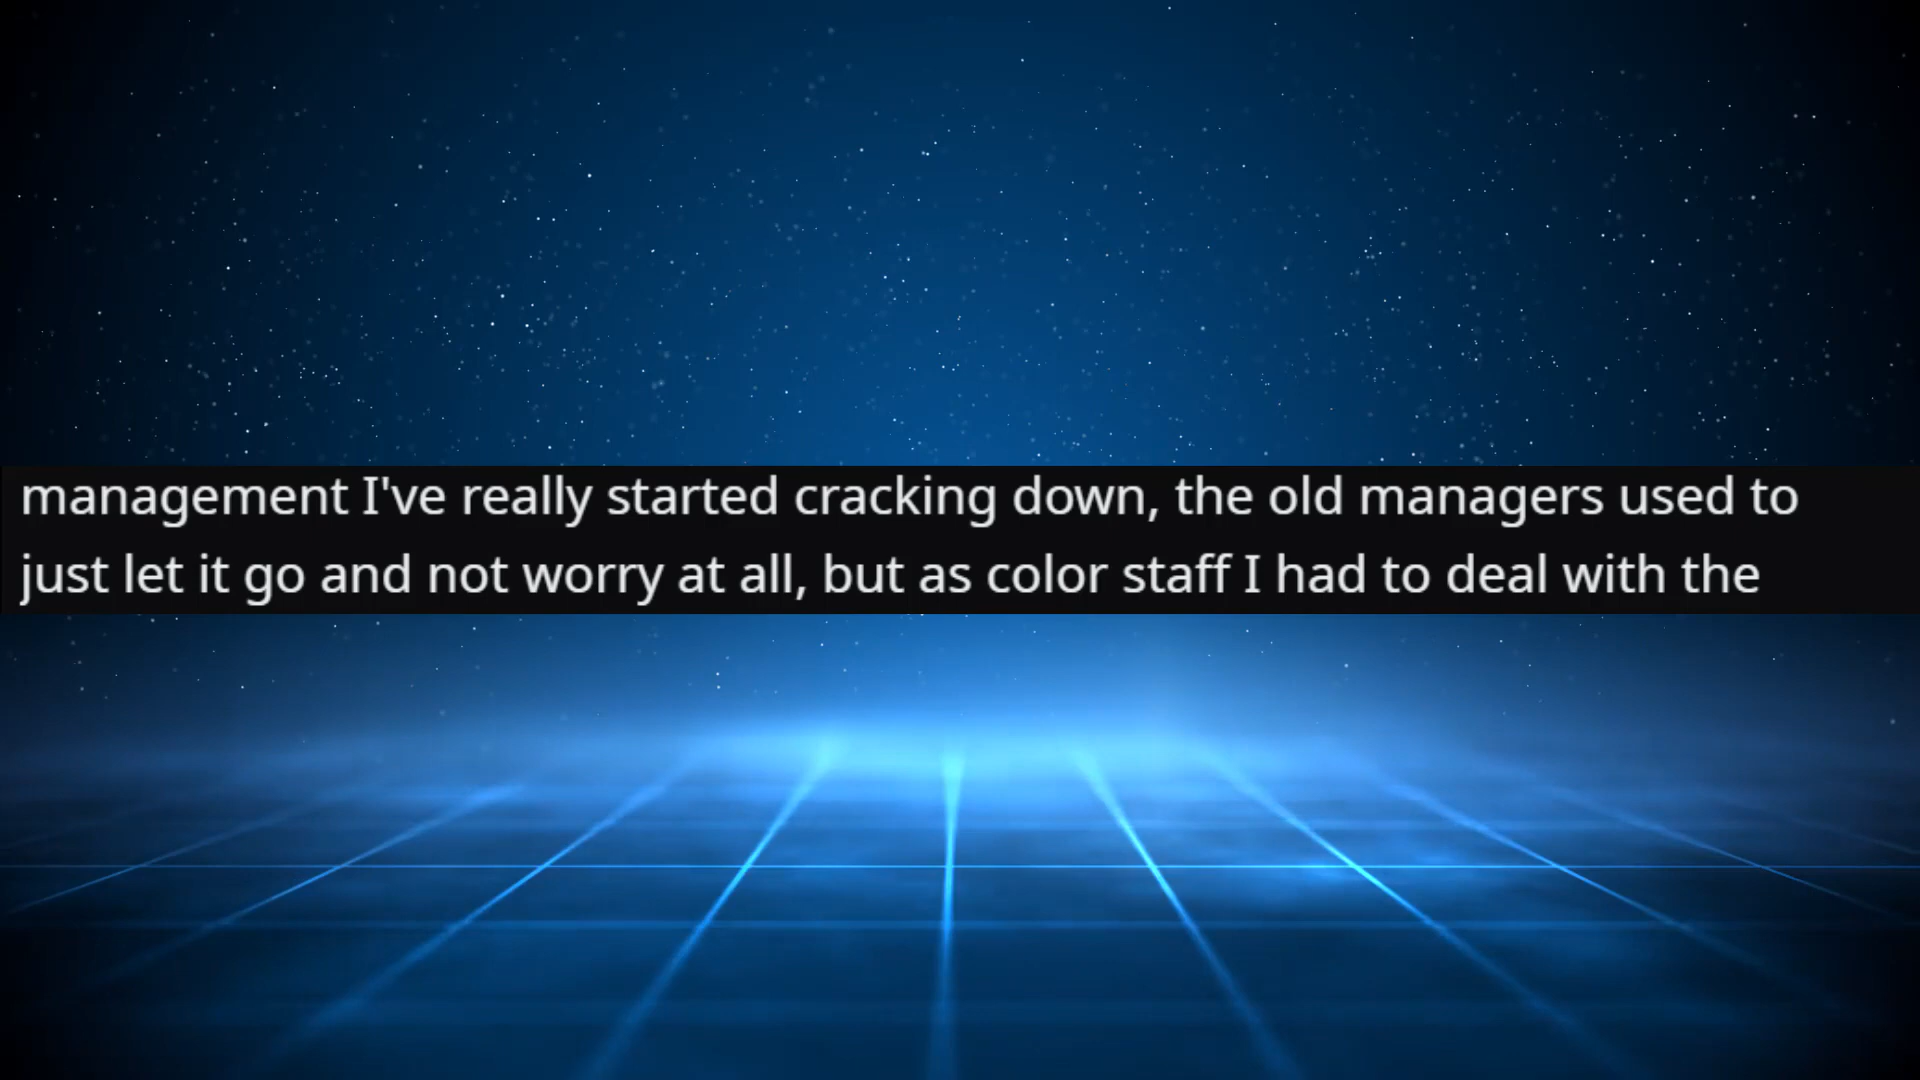 management I've really started cracking down, the old managers used to
just let it go and not worry at all, but as color staff I had to deal with the